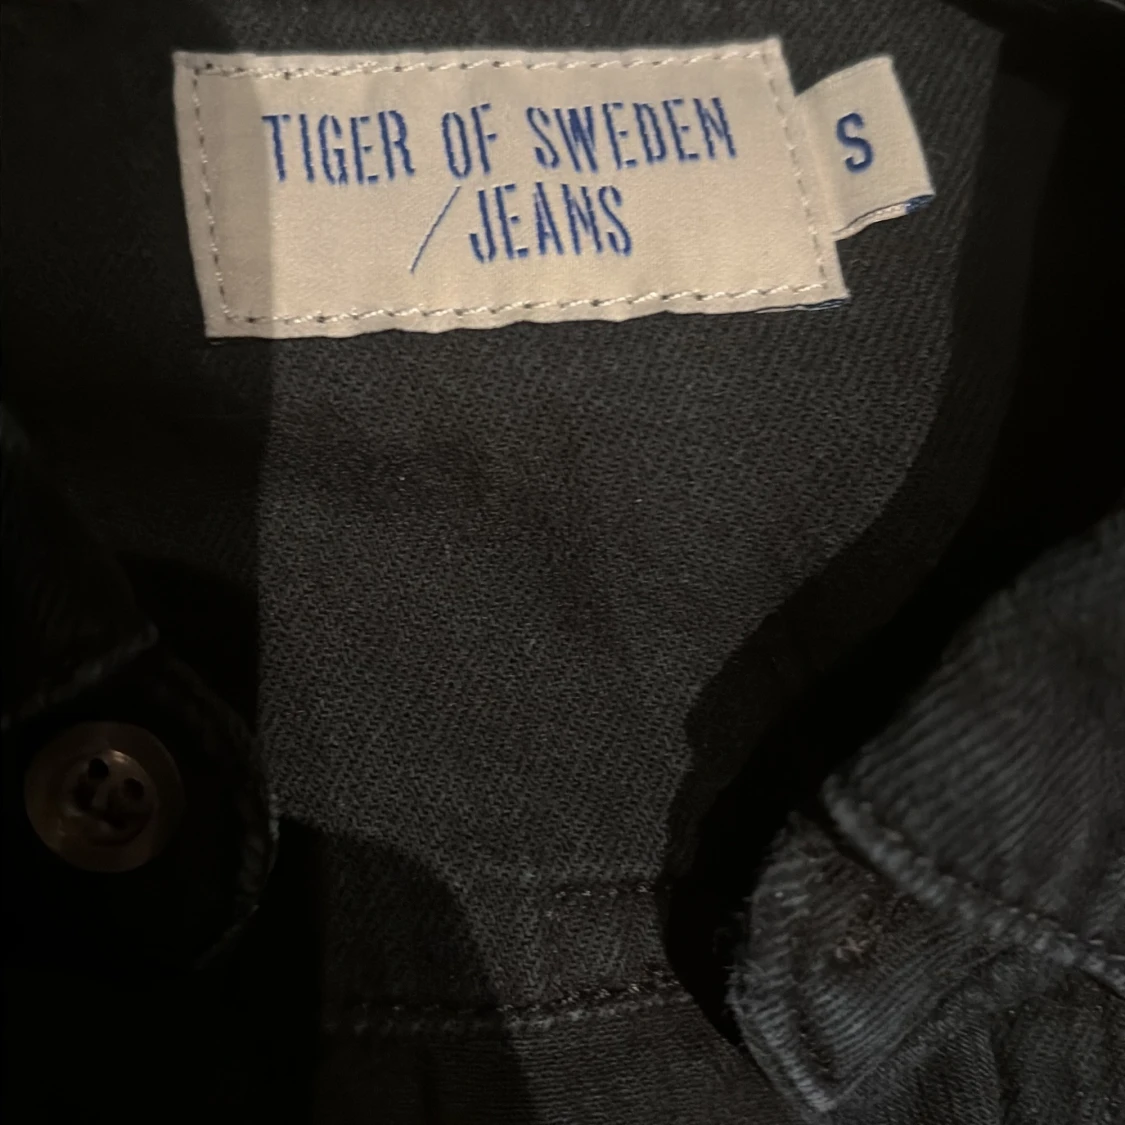 TIGER OF SWEDEN
/JEANS
S